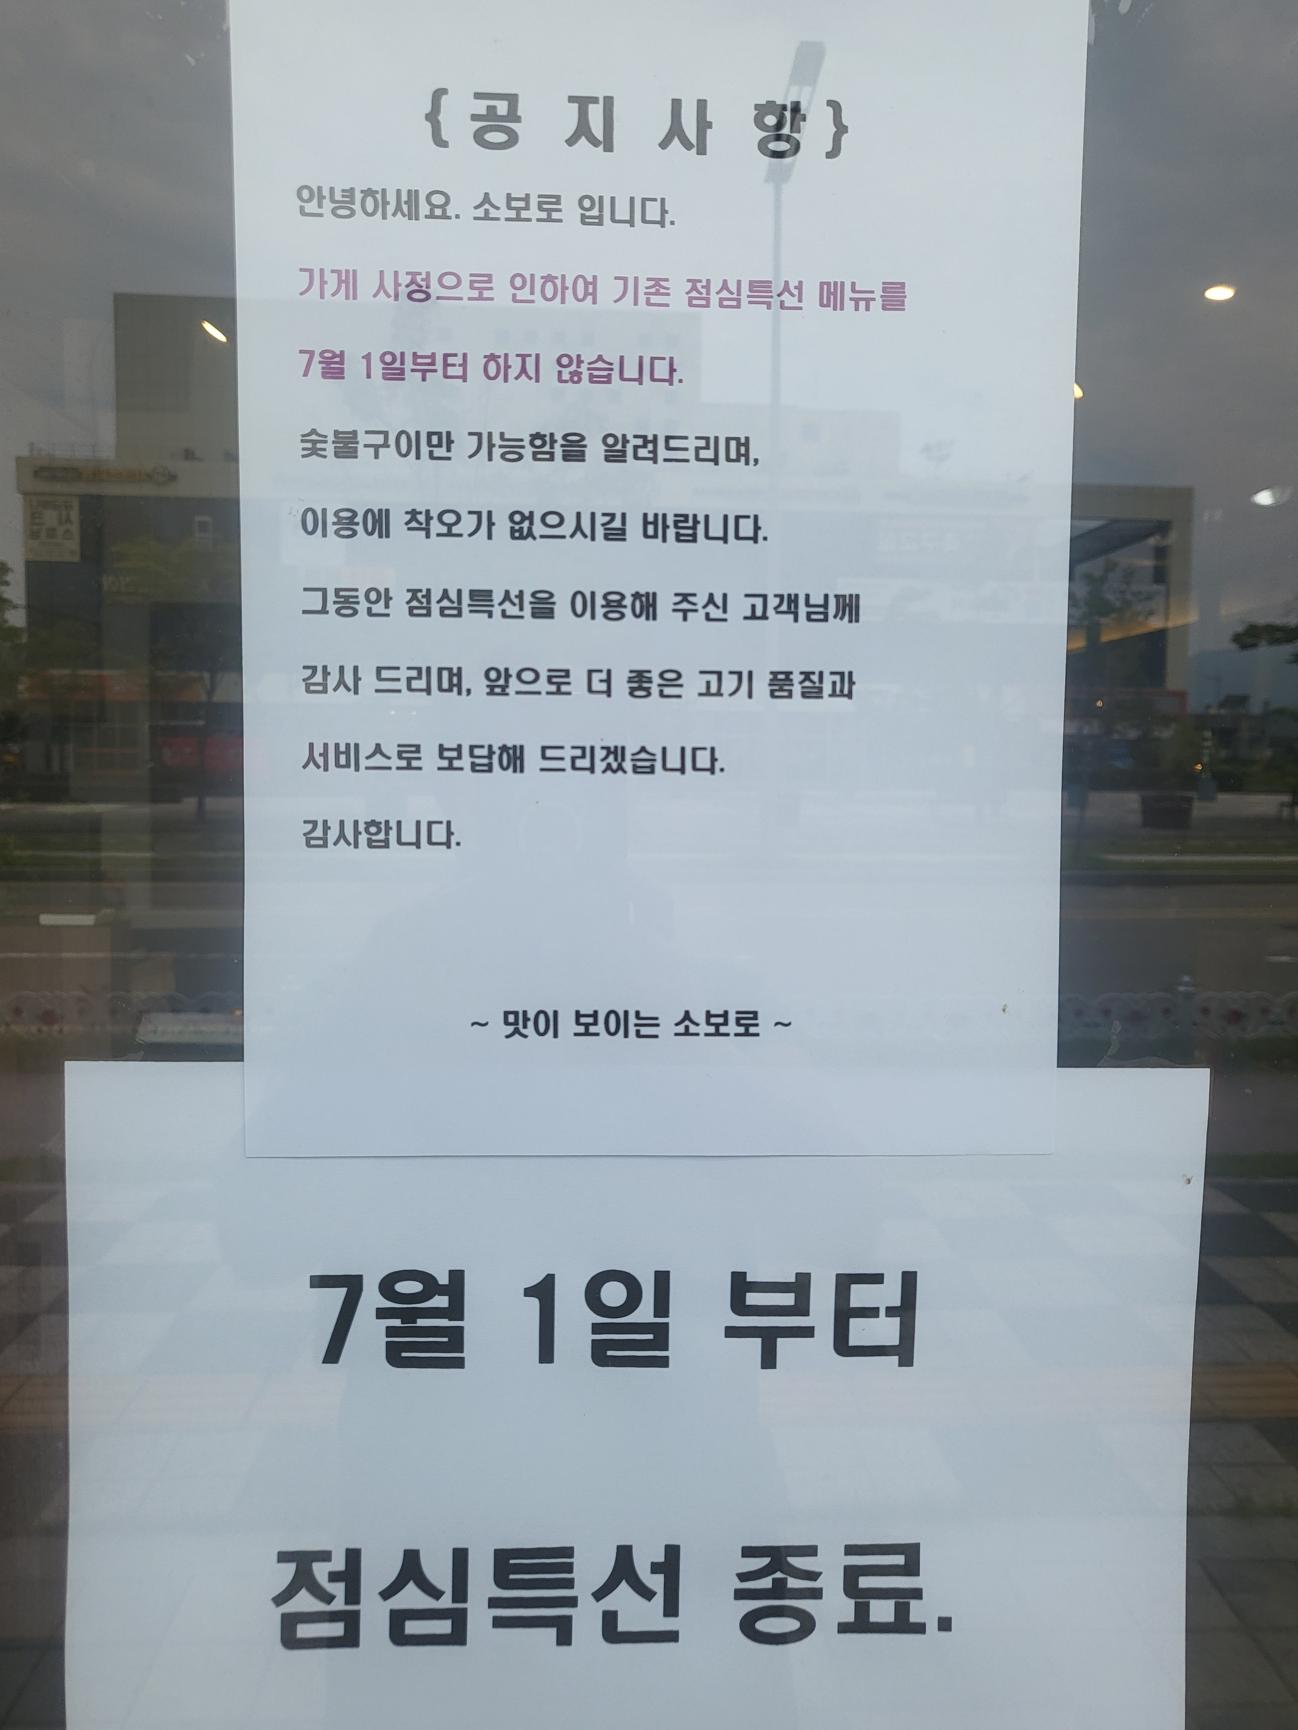 {공 지 사 항}
안녕하세요. 소보로 입니다.
가게 사정으로 인하여 기존 점심특선 메뉴를
7월 1일부터 하지 않습니다.
숯불구이만 가능함을 알려드리며,
이용에 착오가 없으시길 바랍니다.
그동안 점심특선을 이용해 주신 고객님께
감사 드리며, 앞으로 더 좋은 고기 품질과
서비스로 보답해 드리겠습니다.
감사합니다.
~ 맛이 보이는 소보로 ~
7월 1일 부터
점심특선 종료.